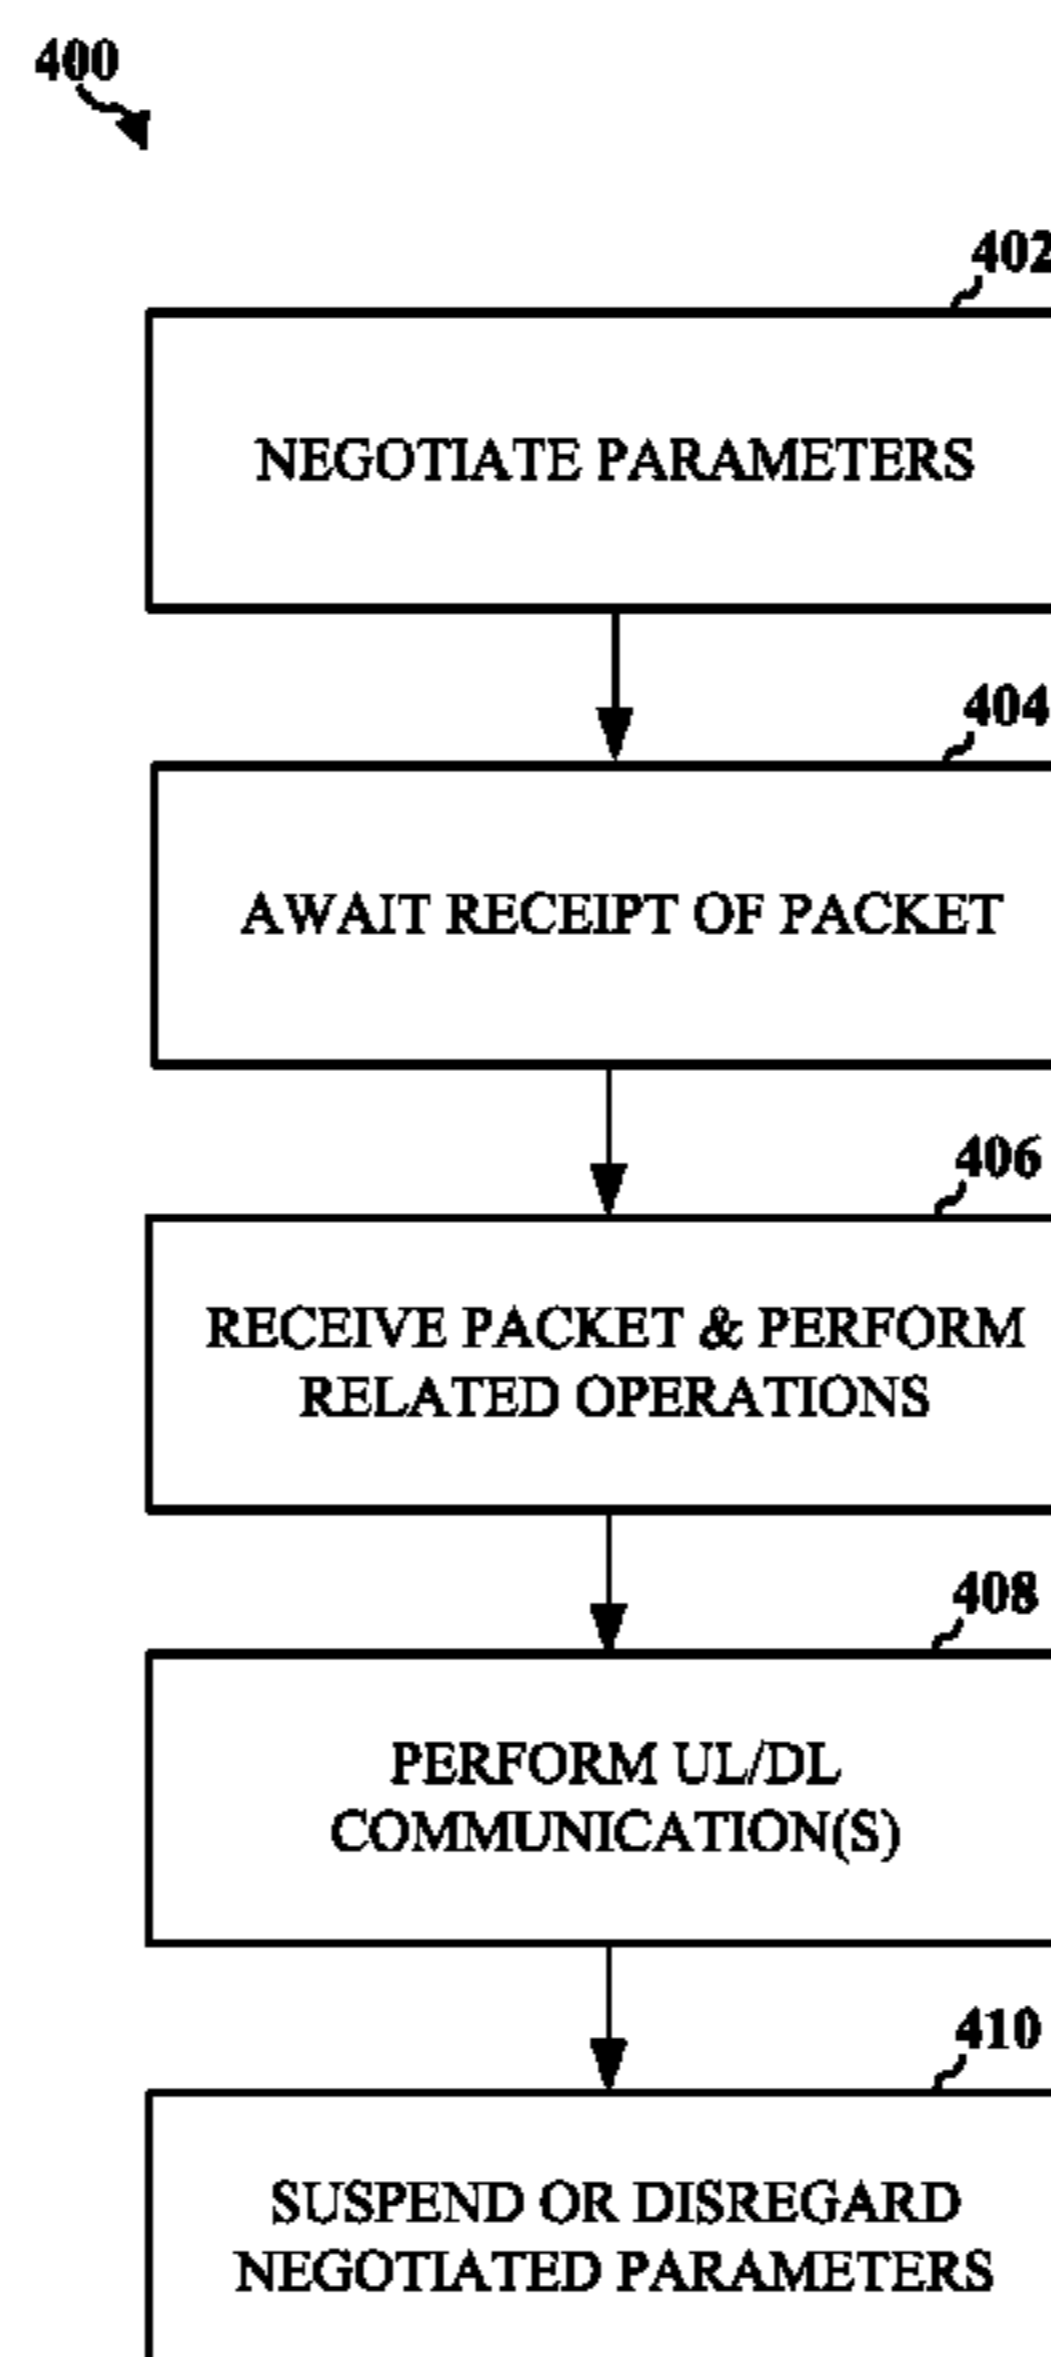 400
402
NEGOTIATE PARAMETERS
404
AWAIT RECEIPT OF PACKET
406
RECEIVE PACKET & PERFORM
RELATED OPERATIONS
408
PERFORM UL/DL
COMMUNICATION(S)
410
SUSPEND OR DISREGARD
NEGOTIATED PARAMETERS